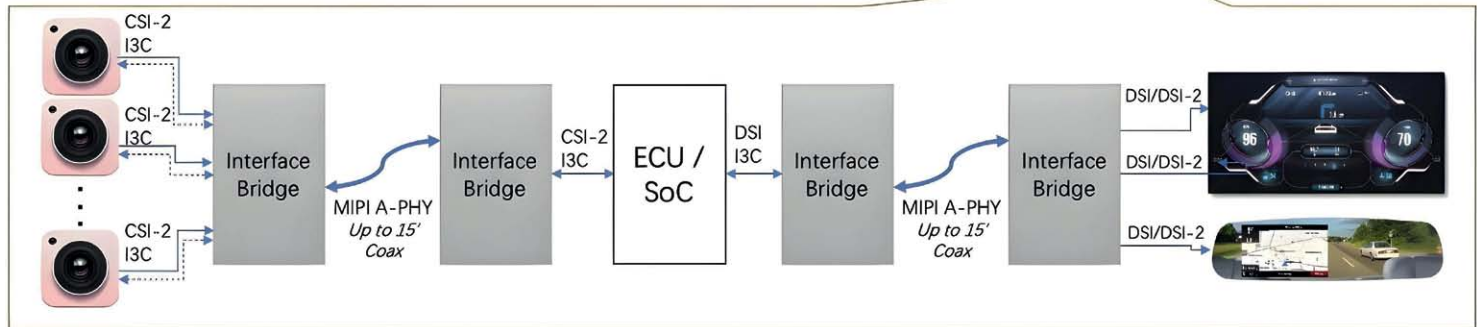 CSI-2
I3C
CSI-2
I3C
CSI-2
I3C
Interface
Bridge
MIPI A-PHY
Up to 15'
Coax
Interface
Bridge
CSI-2
I3C
ECU /
SoC
DSI
I3C
Interface
Bridge
MIPI A-PHY
Up to 15'
Coax
Interface
Bridge
DSI/DSI-2
DSI/DSI-2
DSI/DSI-2
96
70